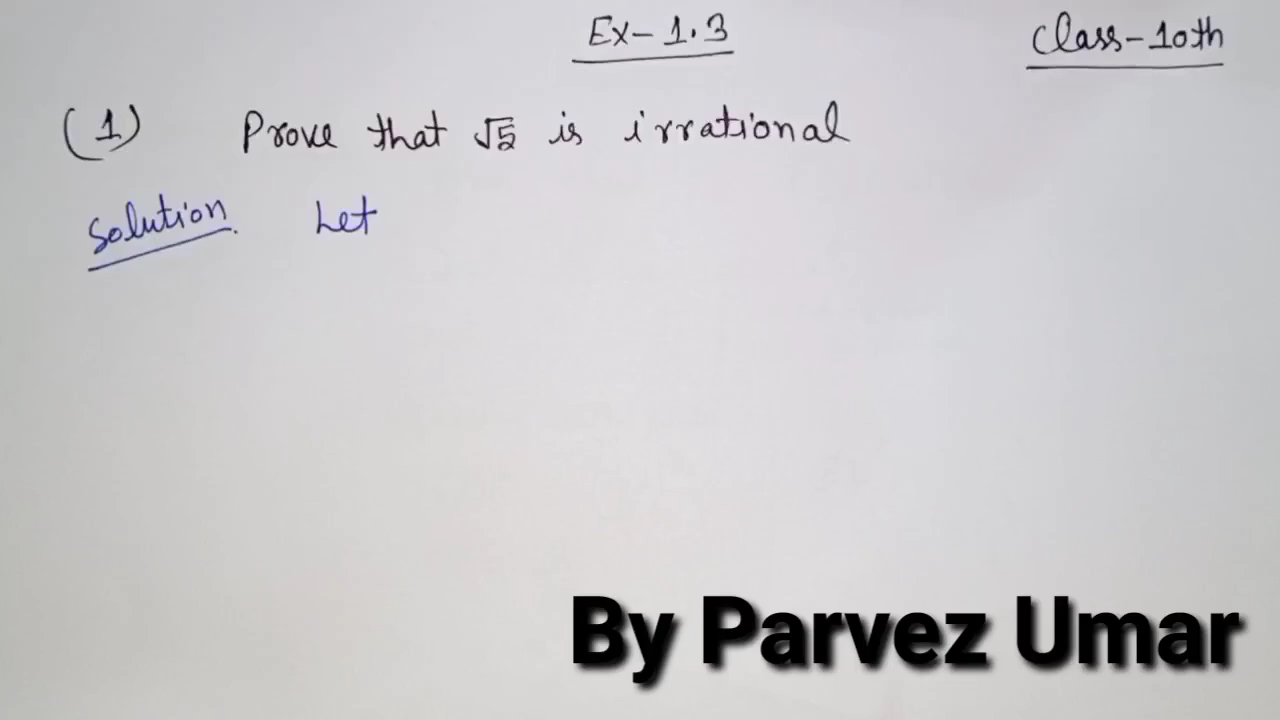 Ex-1.3
Class-10th
(1) Prove that √5 is irrational
Solution. Let
By Parvez Umar